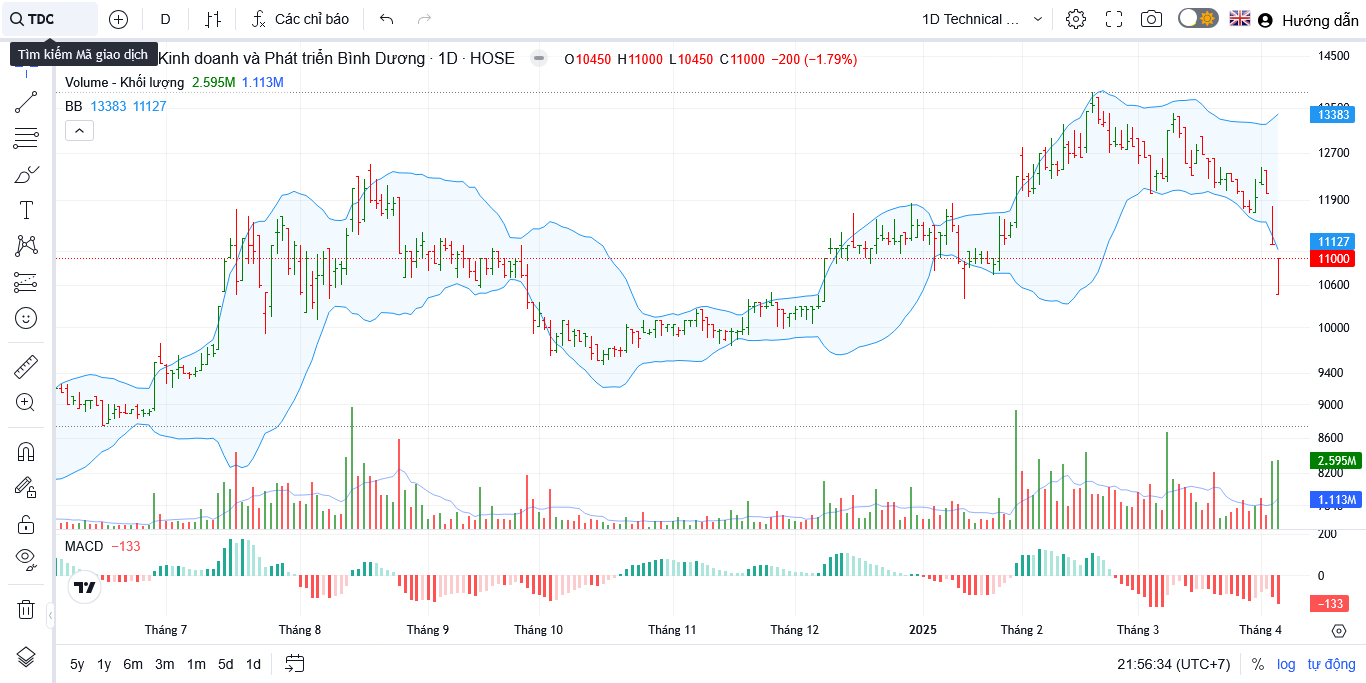 TDC D Các chỉ báo 1D Technical ... Hướng dẫn
Tìm kiếm Mã giao dịch
Kinh doanh và Phát triển Bình Dương · 1D · HOSE O10450 H11000 L10450 C11000 −200 (−1.79%)
Volume - Khối lượng 2.595M 1.113M
BB 13383 11127
14500
13383
12700
11900
11127
11000
10600
10000
9400
9000
8600
2.595M
8200
1.113M
200
MACD −133
0
−133
Tháng 7 Tháng 8 Tháng 9 Tháng 10 Tháng 11 Tháng 12 2025 Tháng 2 Tháng 3 Tháng 4
5y 1y 6m 3m 1m 5d 1d 21:56:34 (UTC+7) % log tự động